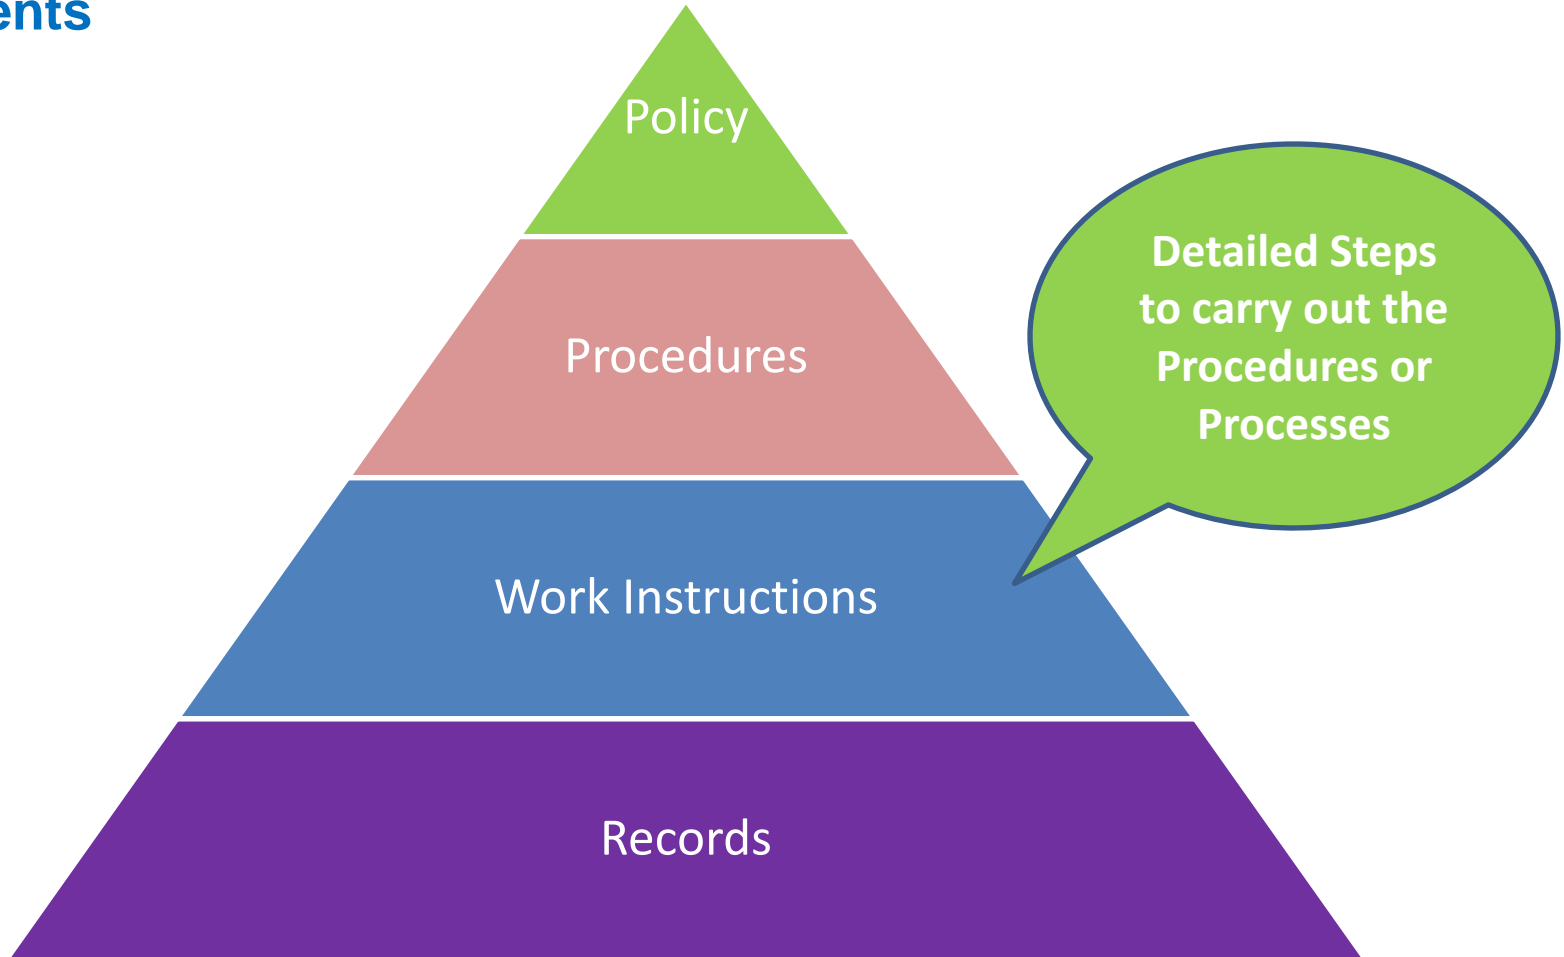 ents
Policy
Procedures
Detailed Steps
to carry out the
Procedures or
Processes
Work Instructions
Records